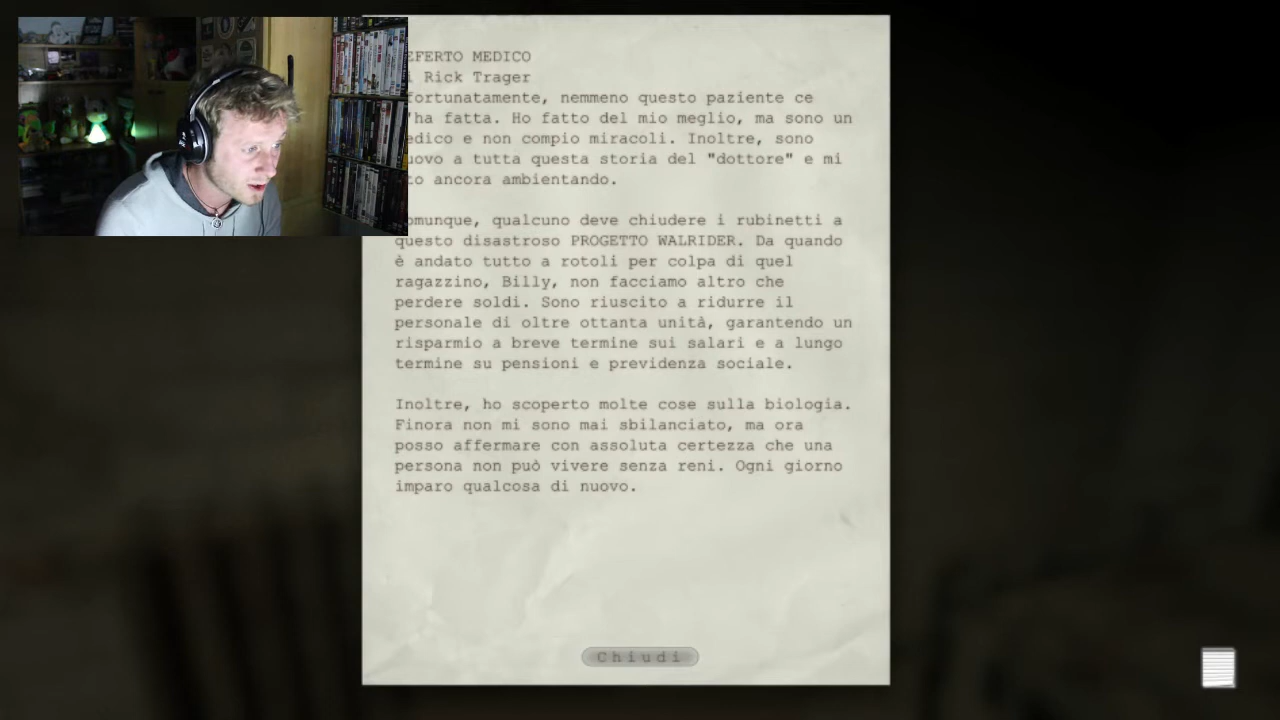 EFERTO MEDICO
Rick Trager
fortunatamente, nemmeno questo paziente ce
'ha fatta. Ho fatto del mio meglio, ma sono un
edico e non compio miracoli. Inoltre, sono
uovo a tutta questa storia del "dottore" e mi
to ancora ambientando.
omunque, qualcuno deve chiudere i rubinetti a
questo disastroso PROGETTO WALRIDER. Da quando
è andato tutto a rotoli per colpa di quel
ragazzino, Billy, non facciamo altro che
perdere soldi. Sono riuscito a ridurre il
personale di oltre ottanta unità, garantendo un
risparmio a breve termine sui salari e a lungo
termine su pensioni e previdenza sociale.
Inoltre, ho scoperto molte cose sulla biologia.
Finora non mi sono mai sbilanciato, ma ora
posso affermare con assoluta certezza che una
persona non può vivere senza reni. Ogni giorno
imparo qualcosa di nuovo.
Chiudi